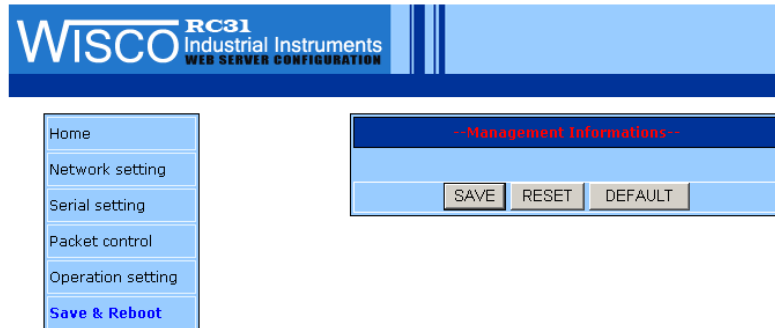 WISCO RC31
Industrial Instruments
WEB SERVER CONFIGURATION
Home
Network setting
Serial setting
Packet control
Operation setting
Save & Reboot
--Management Informations--
SAVE RESET DEFAULT